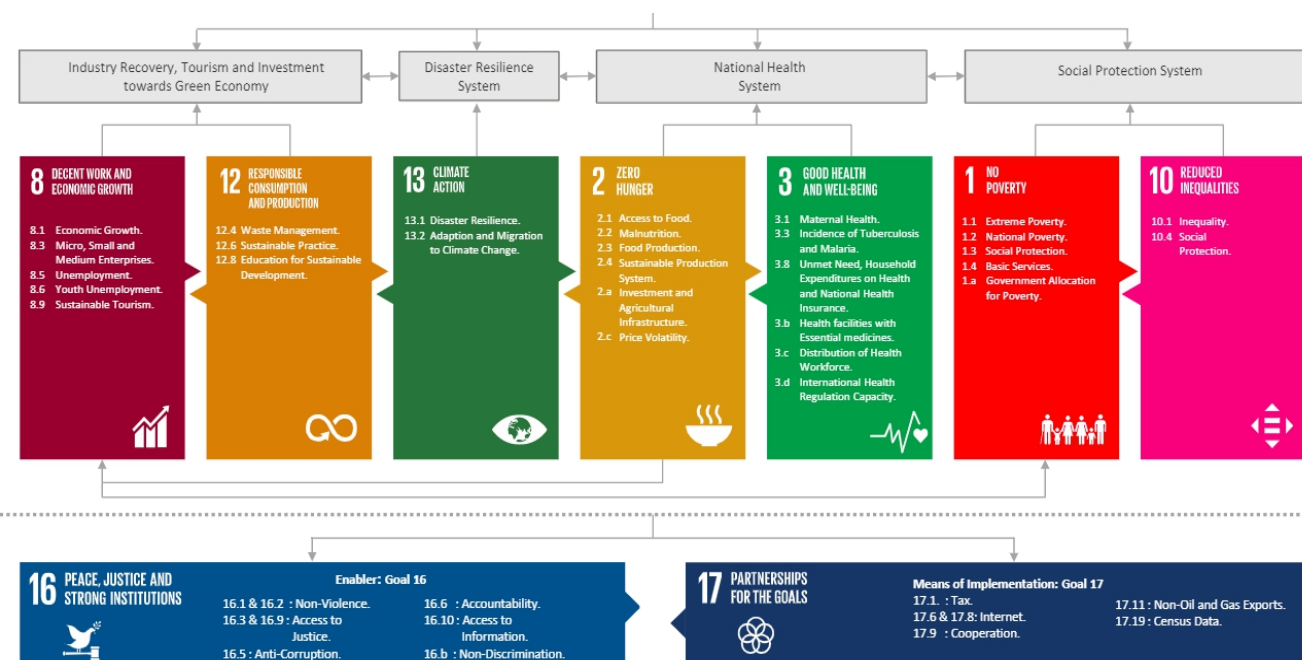 Industry Recovery, Tourism and Investment
towards Green Economy
Disaster Resilience
System
National Health
System
Social Protection System
8 DECENT WORK AND
ECONOMIC GROWTH
8.1 Economic Growth.
8.3 Micro, Small and
Medium Enterprises.
8.5 Unemployment.
8.6 Youth Unemployment.
8.9 Sustainable Tourism.
12 RESPONSIBLE
CONSUMPTION
AND PRODUCTION
12.4 Waste Management.
12.6 Sustainable Practice.
12.8 Education for Sustainable
Development.
13 CLIMATE
ACTION
13.1 Disaster Resilience.
13.2 Adaption and Migration
to Climate Change.
2 ZERO
HUNGER
2.1 Access to Food.
2.2 Malnutrition.
2.3 Food Production.
2.4 Sustainable Production
System.
2.a Investment and
Agricultural
Infrastructure.
2.c Price Volatility.
3 GOOD HEALTH
AND WELL-BEING
3.1 Maternal Health.
3.3 Incidence of Tuberculosis
and Malaria.
3.8 Unmet Need, Household
Expenditures on Health
and National Health
Insurance.
3.b Health facilities with
Essential medicines.
3.c Distribution of Health
Workforce.
3.d International Health
Regulation Capacity.
1 NO
POVERTY
1.1 Extreme Poverty.
1.2 National Poverty.
1.3 Social Protection.
1.4 Basic Services.
1.a Government Allocation
for Poverty.
10 REDUCED
INEQUALITIES
10.1 Inequality.
10.4 Social
Protection.
16 PEACE, JUSTICE AND
STRONG INSTITUTIONS
Enabler: Goal 16
16.1 & 16.2 : Non-Violence.
16.3 & 16.9 : Access to
Justice.
16.5 : Anti-Corruption.
16.6 : Accountability.
16.10 : Access to
Information.
16.b : Non-Discrimination.
17 PARTNERSHIPS
FOR THE GOALS
Means of Implementation: Goal 17
17.1. : Tax.
17.6 & 17.8: Internet.
17.9 : Cooperation.
17.11 : Non-Oil and Gas Exports.
17.19 : Census Data.